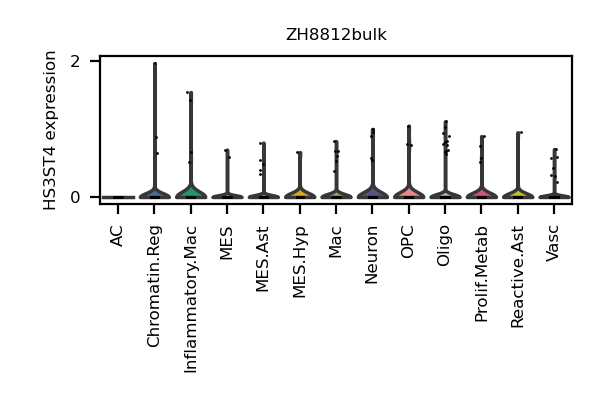 ZH8812bulk
HS3ST4 expression
2
0
AC
Chromatin.Reg
Inflammatory.Mac
MES
MES.Ast
MES.Hyp
Mac
Neuron
OPC
Oligo
Prolif.Metab
Reactive.Ast
Vasc